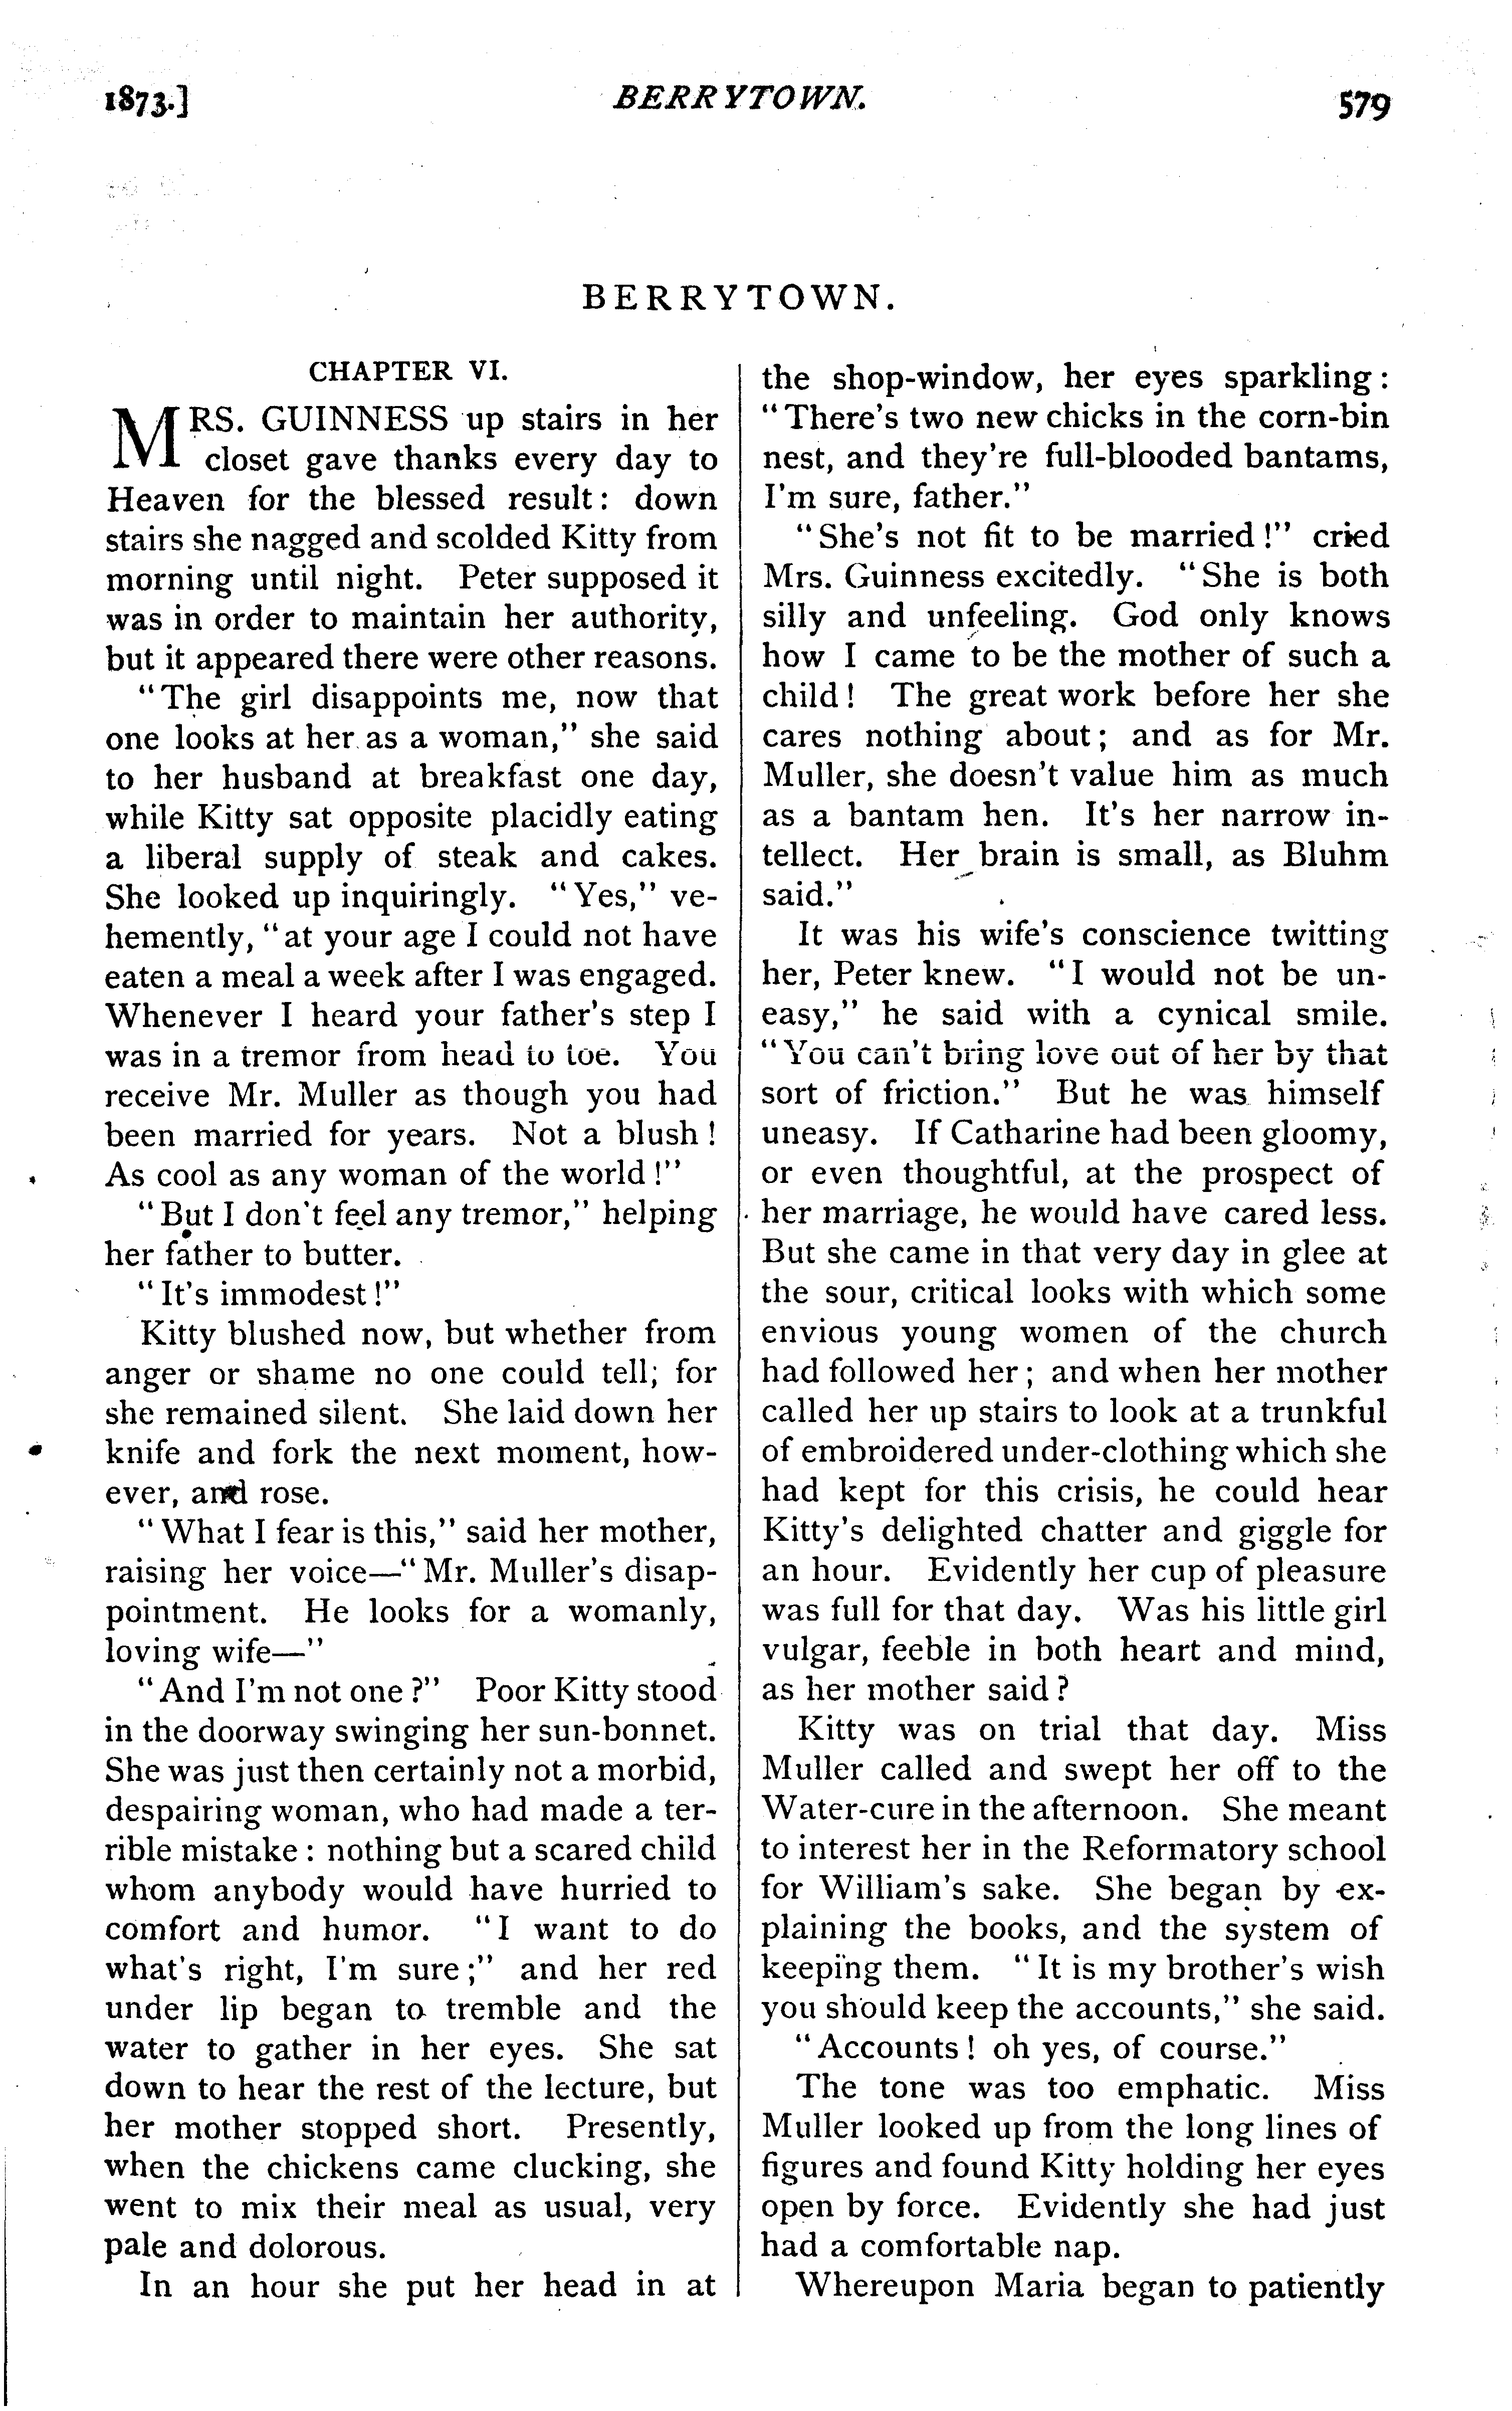 1873.] BERRYTOWN. 579
BERRYTOWN.
CHAPTER VI.
MRS. GUINNESS up stairs in her
closet gave thanks every day to
Heaven for the blessed result: down
stairs she nagged and scolded Kitty from
morning until night. Peter supposed it
was in order to maintain her authority,
but it appeared there were other reasons.
"The girl disappoints me, now that
one looks at her as a woman," she said
to her husband at breakfast one day,
while Kitty sat opposite placidly eating
a liberal supply of steak and cakes.
She looked up inquiringly. "Yes," ve-
hemently, "at your age I could not have
eaten a meal a week after I was engaged.
Whenever I heard your father's step I
was in a tremor from head to toe. You
receive Mr. Muller as though you had
been married for years. Not a blush!
As cool as any woman of the world!"
"But I don't feel any tremor," helping
her father to butter.
"It's immodest!"
Kitty blushed now, but whether from
anger or shame no one could tell; for
she remained silent. She laid down her
knife and fork the next moment, how-
ever, and rose.
"What I fear is this," said her mother,
raising her voice—"Mr. Muller's disap-
pointment. He looks for a womanly,
loving wife—"
"And I'm not one?" Poor Kitty stood
in the doorway swinging her sun-bonnet.
She was just then certainly not a morbid,
despairing woman, who had made a ter-
rible mistake: nothing but a scared child
whom anybody would have hurried to
comfort and humor. "I want to do
what's right, I'm sure;" and her red
under lip began to tremble and the
water to gather in her eyes. She sat
down to hear the rest of the lecture, but
her mother stopped short. Presently,
when the chickens came clucking, she
went to mix their meal as usual, very
pale and dolorous.
In an hour she put her head in at
the shop-window, her eyes sparkling:
"There's two new chicks in the corn-bin
nest, and they're full-blooded bantams,
I'm sure, father."
"She's not fit to be married!" cried
Mrs. Guinness excitedly. "She is both
silly and unfeeling. God only knows
how I came to be the mother of such a
child! The great work before her she
cares nothing about; and as for Mr.
Muller, she doesn't value him as much
as a bantam hen. It's her narrow in-
tellect. Her brain is small, as Bluhm
said."
It was his wife's conscience twitting
her, Peter knew. "I would not be un-
easy," he said with a cynical smile.
"You can't bring love out of her by that
sort of friction." But he was himself
uneasy. If Catharine had been gloomy,
or even thoughtful, at the prospect of
her marriage, he would have cared less.
But she came in that very day in glee at
the sour, critical looks with which some
envious young women of the church
had followed her; and when her mother
called her up stairs to look at a trunkful
of embroidered under-clothing which she
had kept for this crisis, he could hear
Kitty's delighted chatter and giggle for
an hour. Evidently her cup of pleasure
was full for that day. Was his little girl
vulgar, feeble in both heart and mind,
as her mother said?
Kitty was on trial that day. Miss
Muller called and swept her off to the
Water-cure in the afternoon. She meant
to interest her in the Reformatory school
for William's sake. She began by ex-
plaining the books, and the system of
keeping them. "It is my brother's wish
you should keep the accounts," she said.
"Accounts! oh yes, of course."
The tone was too emphatic. Miss
Muller looked up from the long lines of
figures and found Kitty holding her eyes
open by force. Evidently she had just
had a comfortable nap.
Whereupon Maria began to patiently